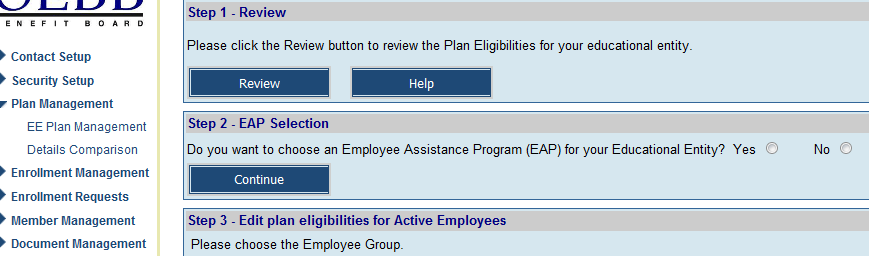 BENEFIT BOARD
Contact Setup
Security Setup
Plan Management
EE Plan Management
Details Comparison
Enrollment Management
Enrollment Requests
Member Management
Document Management
Step 1 - Review
Please click the Review button to review the Plan Eligibilities for your educational entity.
Review Help
Step 2 - EAP Selection
Do you want to choose an Employee Assistance Program (EAP) for your Educational Entity? Yes No
Continue
Step 3 - Edit plan eligibilities for Active Employees
Please choose the Employee Group.